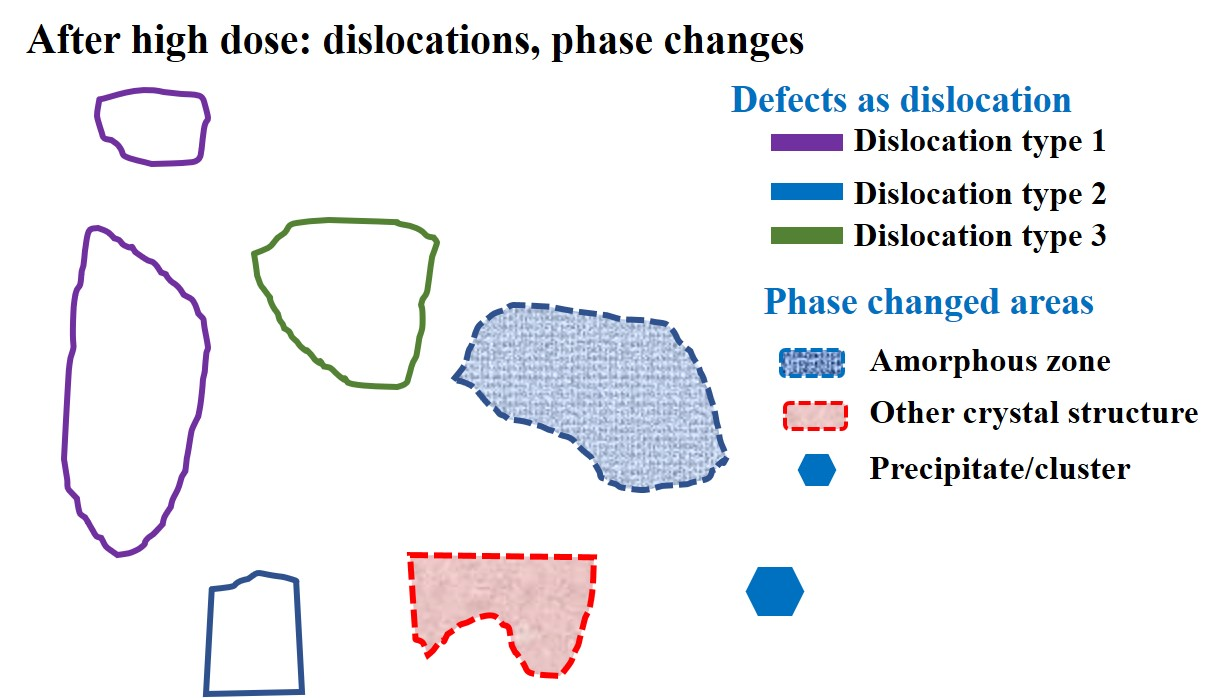 After high dose: dislocations, phase changes
Defects as dislocation
Dislocation type 1
Dislocation type 2
Dislocation type 3
Phase changed areas
Amorphous zone
Other crystal structure
Precipitate/cluster